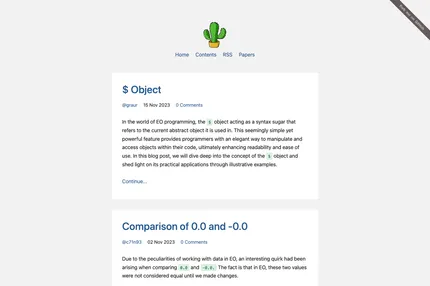 Home Contents RSS Papers
$ Object
@graur 15 Nov 2023 0 Comments
In the world of EO programming, the $ object acting as a syntax sugar that
refers to the current abstract object it is used in. This seemingly simple yet
powerful feature provides programmers with an elegant way to manipulate and
access objects within their code, ultimately enhancing readability and ease of
use. In this blog post, we will dive deep into the concept of the $ object and
shed light on its practical applications through illustrative examples.
Continue...
Comparison of 0.0 and -0.0
@c71n93 02 Nov 2023 0 Comments
Due to the peculiarities of working with data in EO, an interesting quirk had been
arising when comparing 0.0 and -0.0. The fact is that in EO, these two values
were not considered equal until we made changes.